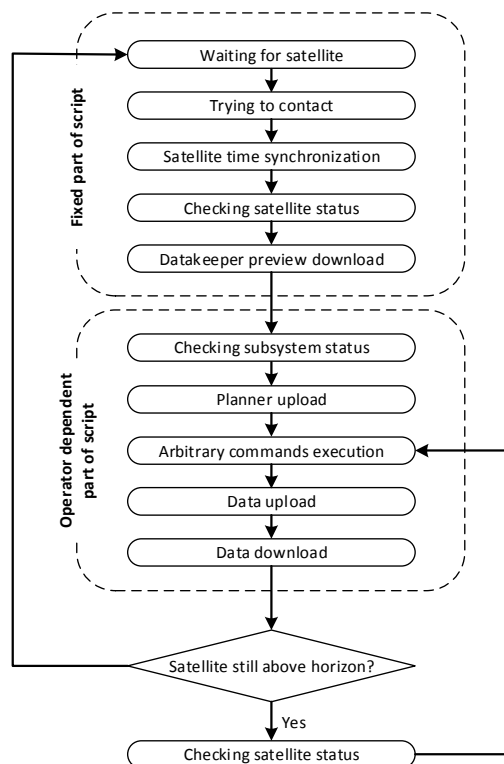 Fixed part of script
Waiting for satellite
Trying to contact
Satellite time synchronization
Checking satellite status
Datakeeper preview download
Operator dependent
part of script
Checking subsystem status
Planner upload
Arbitrary commands execution
Data upload
Data download
Satellite still above horizon?
Yes
Checking satellite status